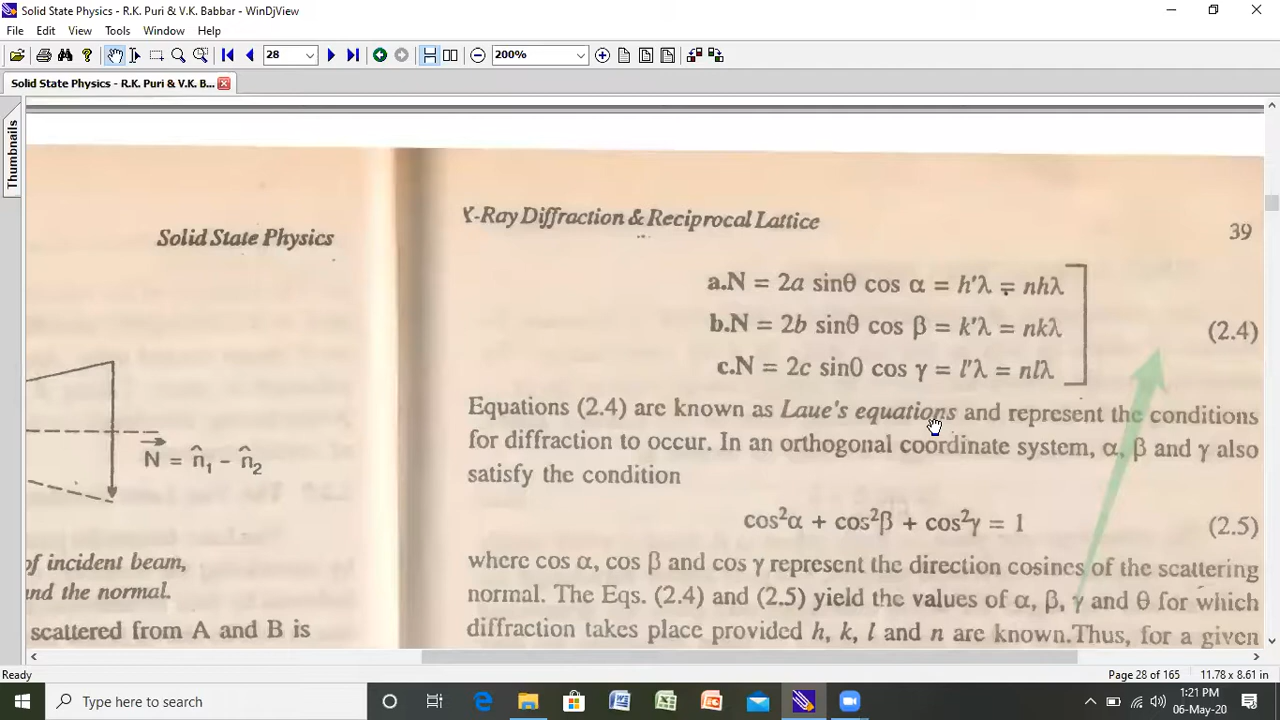 Solid State Physics - R.K. Puri & V.K. Babbar - WinDjView
File Edit View Tools Window Help
28
200%
Solid State Physics - R.K. Puri & V.K. B...
Thumbnails
Solid State Physics
N = n̂₁ - n̂₂
of incident beam,
and the normal.
scattered from A and B is
X-Ray Diffraction & Reciprocal Lattice
39
a.N = 2a sinθ cos α = h'λ = nhλ
b.N = 2b sinθ cos β = k'λ = nkλ
c.N = 2c sinθ cos γ = l'λ = nlλ
(2.4)
Equations (2.4) are known as Laue's equations and represent the conditions
for diffraction to occur. In an orthogonal coordinate system, α, β and γ also
satisfy the condition
cos²α + cos²β + cos²γ = 1
(2.5)
where cos α, cos β and cos γ represent the direction cosines of the scattering
normal. The Eqs. (2.4) and (2.5) yield the values of α, β, γ and θ for which
diffraction takes place provided h, k, l and n are known.Thus, for a given
Ready
Page 28 of 165
11.78 x 8.61 in
Type here to search
1:21 PM
06-May-20